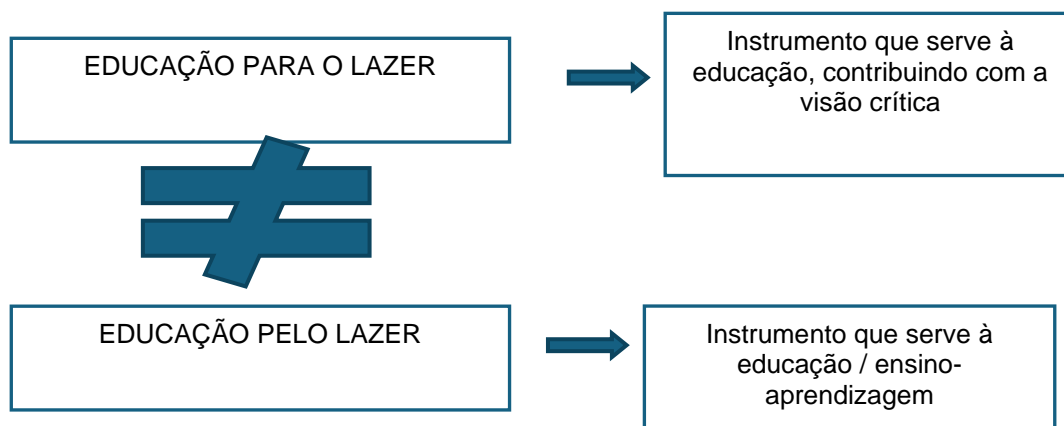 EDUCAÇÃO PARA O LAZER
Instrumento que serve à
educação, contribuindo com a
visão crítica
EDUCAÇÃO PELO LAZER
Instrumento que serve à
educação / ensino-
aprendizagem